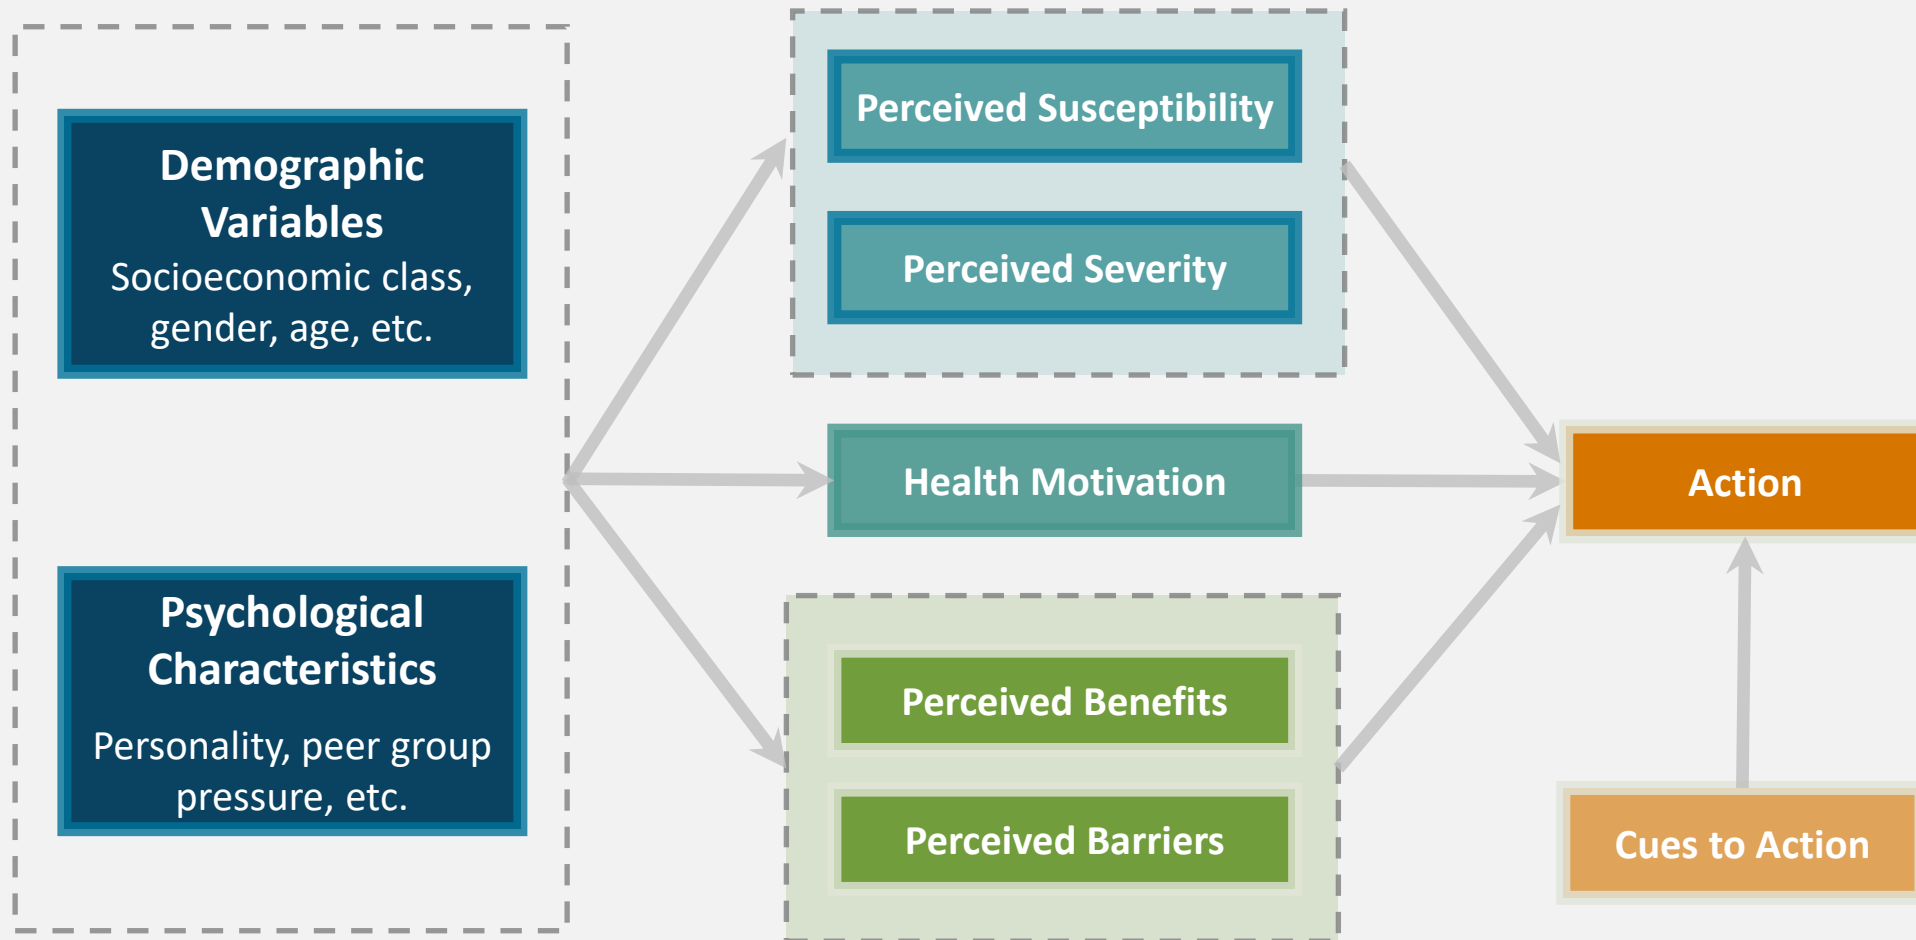 Demographic
Variables
Socioeconomic class,
gender, age, etc.
Psychological
Characteristics
Personality, peer group
pressure, etc.
Perceived Susceptibility
Perceived Severity
Health Motivation
Perceived Benefits
Perceived Barriers
Action
Cues to Action